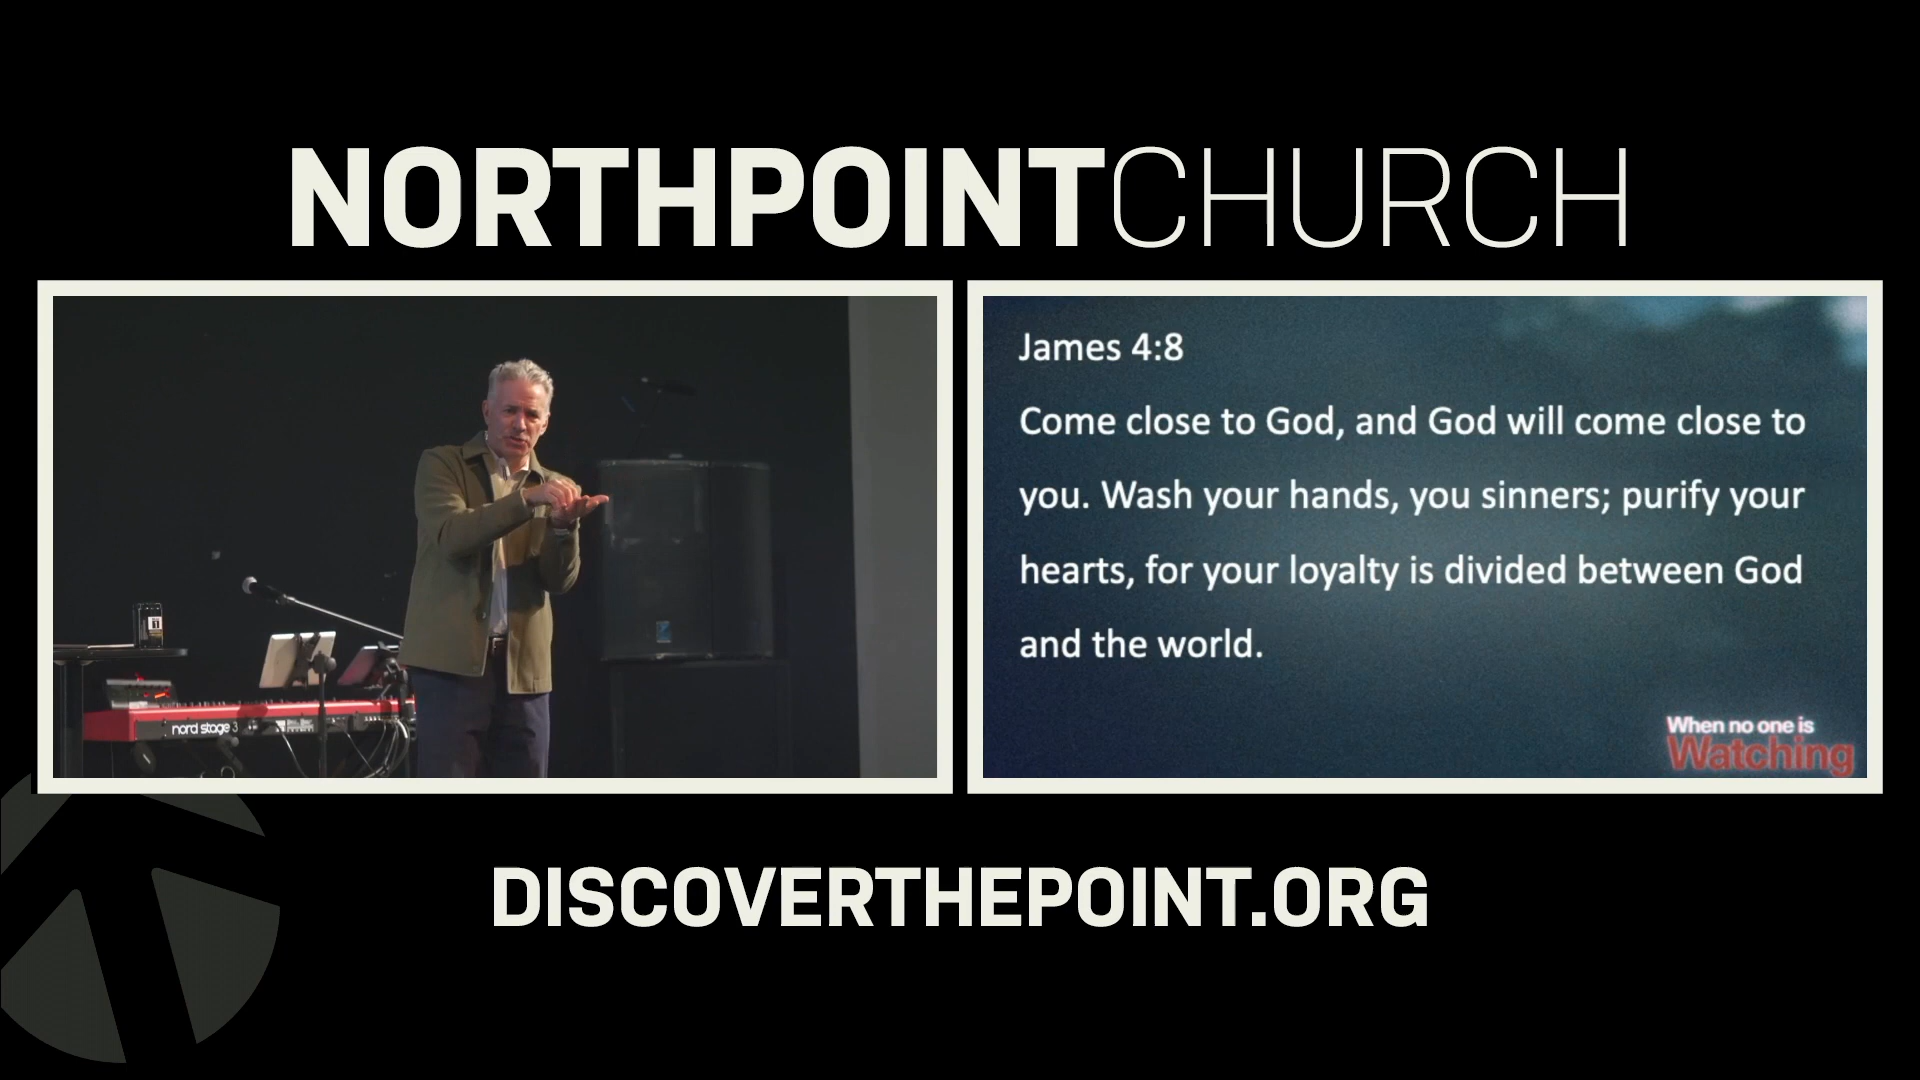 NORTHPOINTCHURCH
nord stage 3
James 4:8
Come close to God, and God will come close to
you. Wash your hands, you sinners; purify your
hearts, for your loyalty is divided between God
and the world.
When no one is
Watching
DISCOVERTHEPOINT.ORG